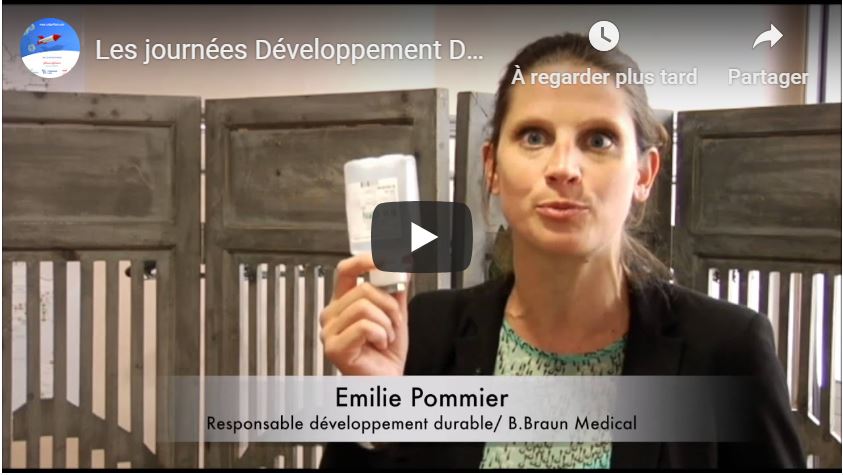 Les journées Développement D...
À regarder plus tard
Partager
Emilie Pommier
Responsable développement durable/ B.Braun Medical